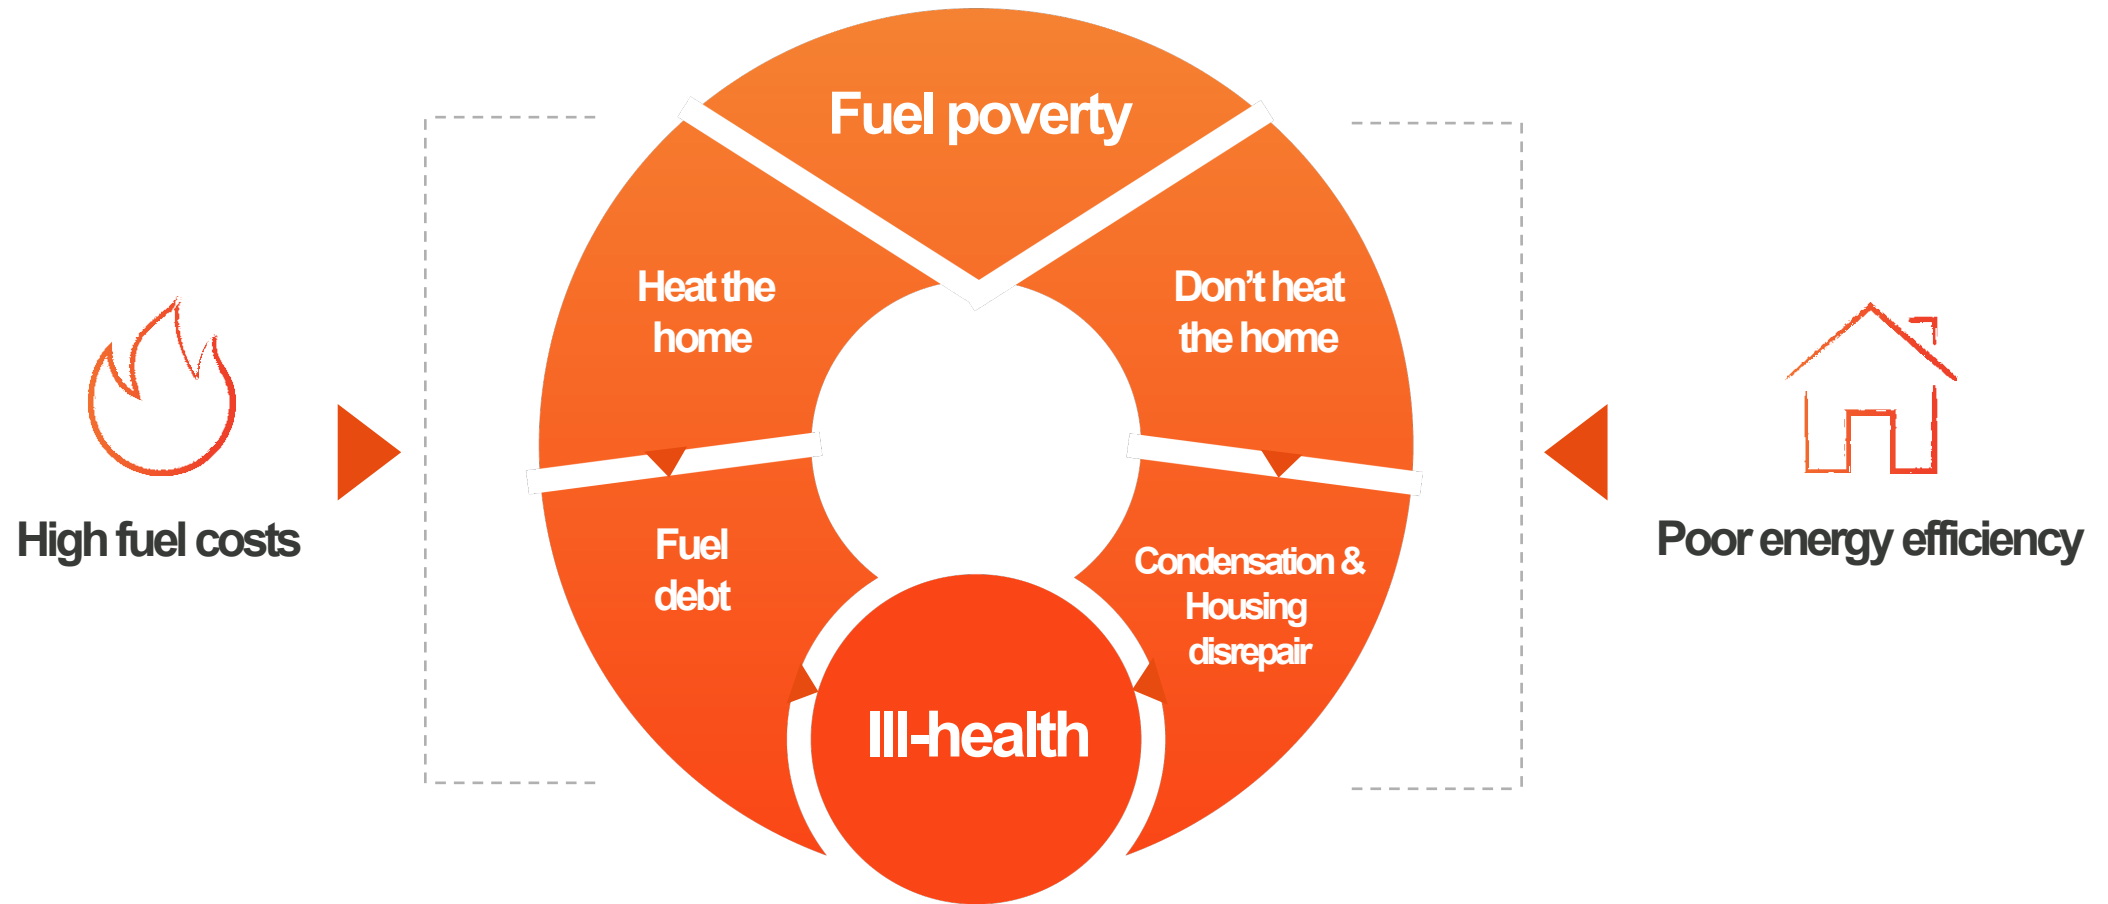 Fuel poverty
Heat the
home
Don't heat
the home
High fuel costs
Fuel
debt
Condensation &
Housing
disrepair
Poor energy efficiency
Ill-health